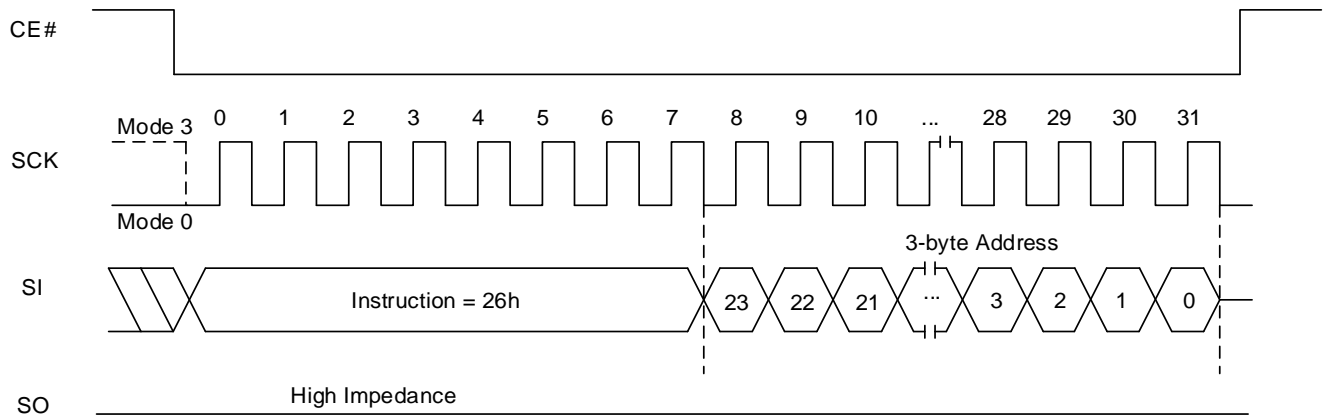 CE#
Mode 3
0 1 2 3 4 5 6 7 8 9 10 ... 28 29 30 31
SCK
Mode 0
3-byte Address
SI
Instruction = 26h
23 22 21 ... 3 2 1 0
High Impedance
SO